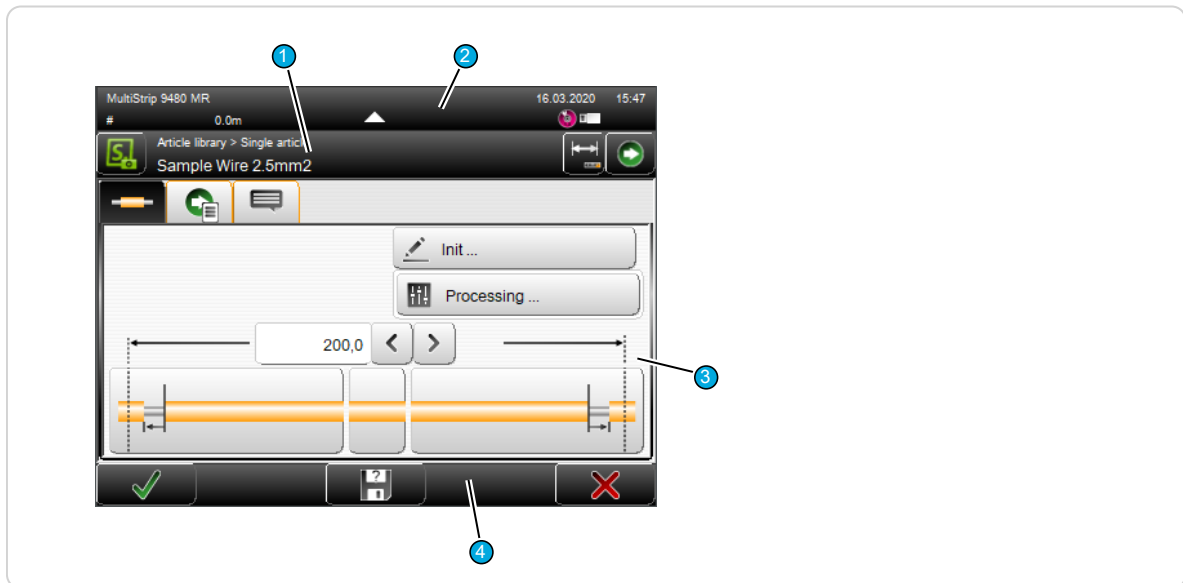 1
2
MultiStrip 9480 MR
16.03.2020 15:47
#
0.0m
Article library > Single article
Sample Wire 2.5mm2
Init ...
Processing ...
200,0
3
?
4